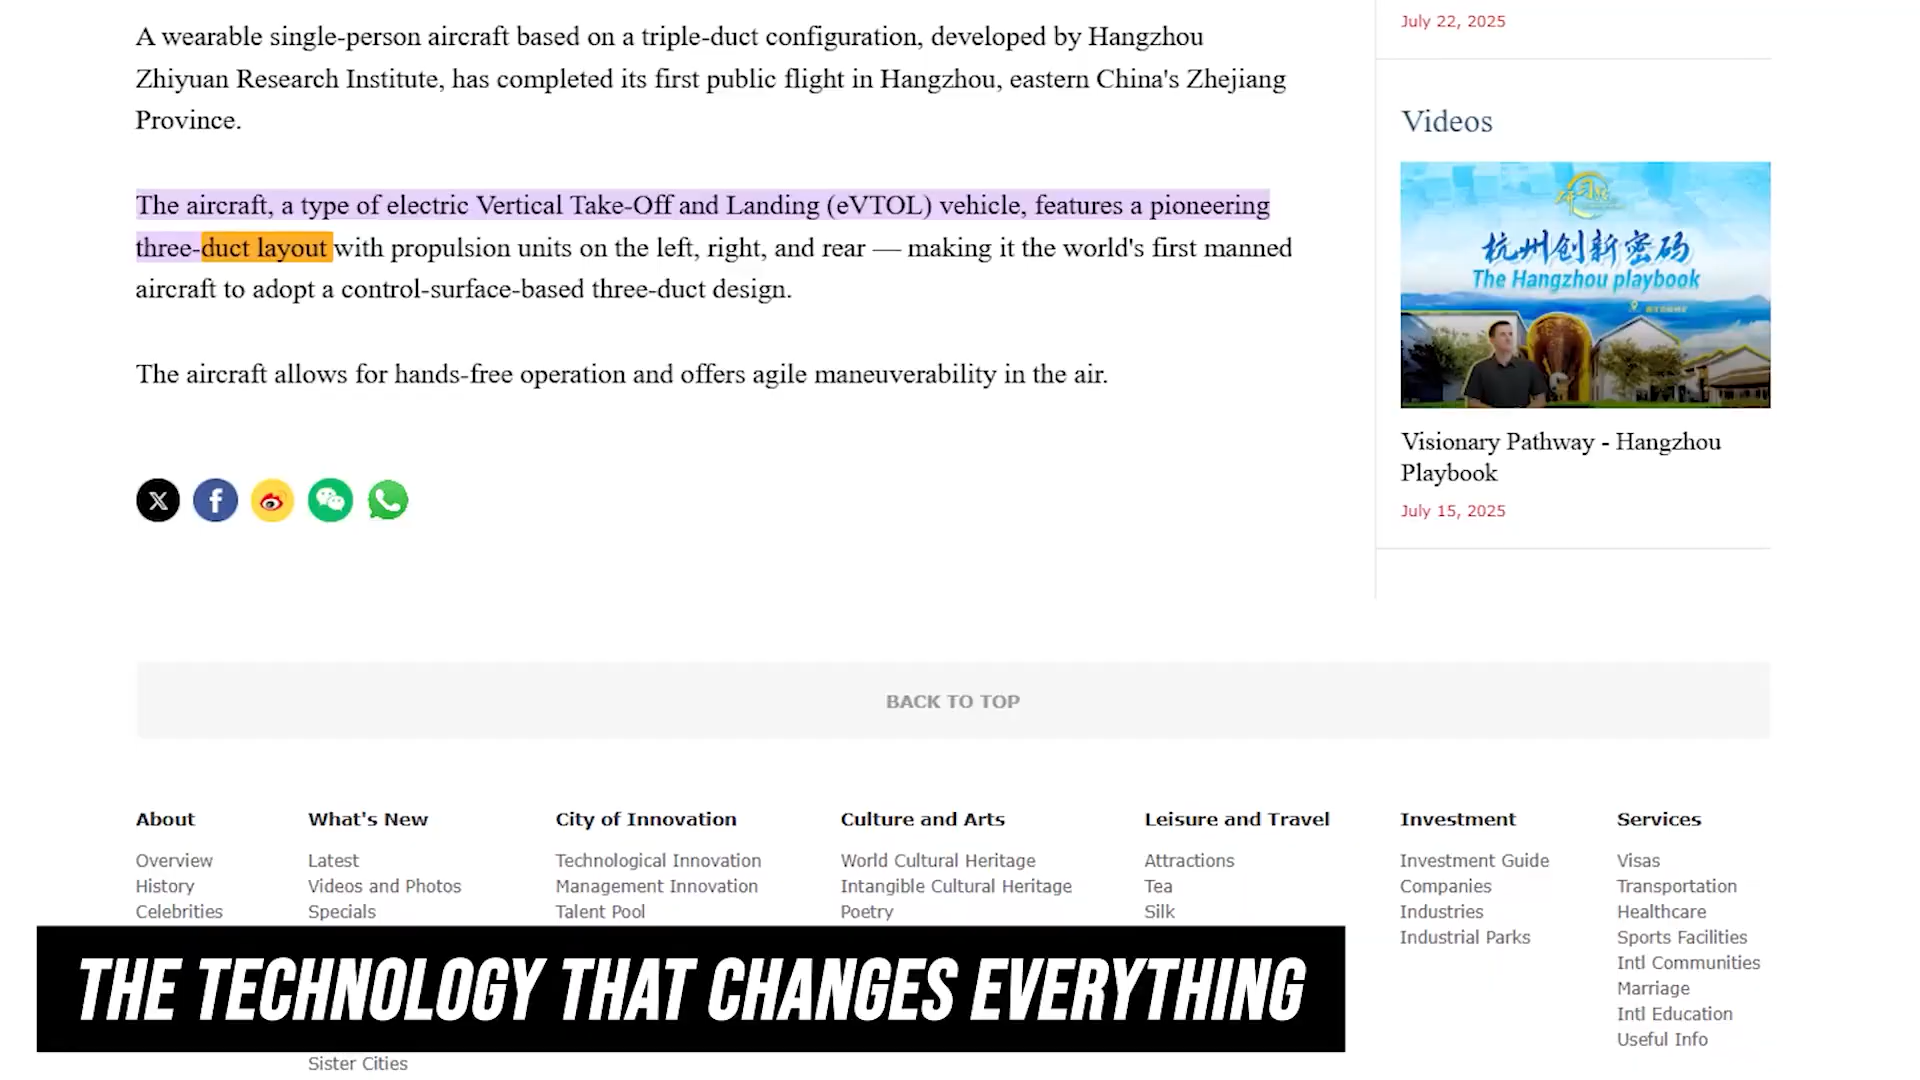 A wearable single-person aircraft based on a triple-duct configuration, developed by Hangzhou
Zhiyuan Research Institute, has completed its first public flight in Hangzhou, eastern China's Zhejiang
Province.
The aircraft, a type of electric Vertical Take-Off and Landing (eVTOL) vehicle, features a pioneering
three-duct layout with propulsion units on the left, right, and rear — making it the world's first manned
aircraft to adopt a control-surface-based three-duct design.
The aircraft allows for hands-free operation and offers agile maneuverability in the air.
July 22, 2025
Videos
杭州创新密码
The Hangzhou playbook
Visionary Pathway - Hangzhou
Playbook
July 15, 2025
BACK TO TOP
About
Overview
History
Celebrities
What's New
Latest
Videos and Photos
Specials
Sister Cities
City of Innovation
Technological Innovation
Management Innovation
Talent Pool
Culture and Arts
World Cultural Heritage
Intangible Cultural Heritage
Poetry
Leisure and Travel
Attractions
Tea
Silk
Investment
Investment Guide
Companies
Industries
Industrial Parks
Services
Visas
Transportation
Healthcare
Sports Facilities
Intl Communities
Marriage
Intl Education
Useful Info
THE TECHNOLOGY THAT CHANGES EVERYTHING